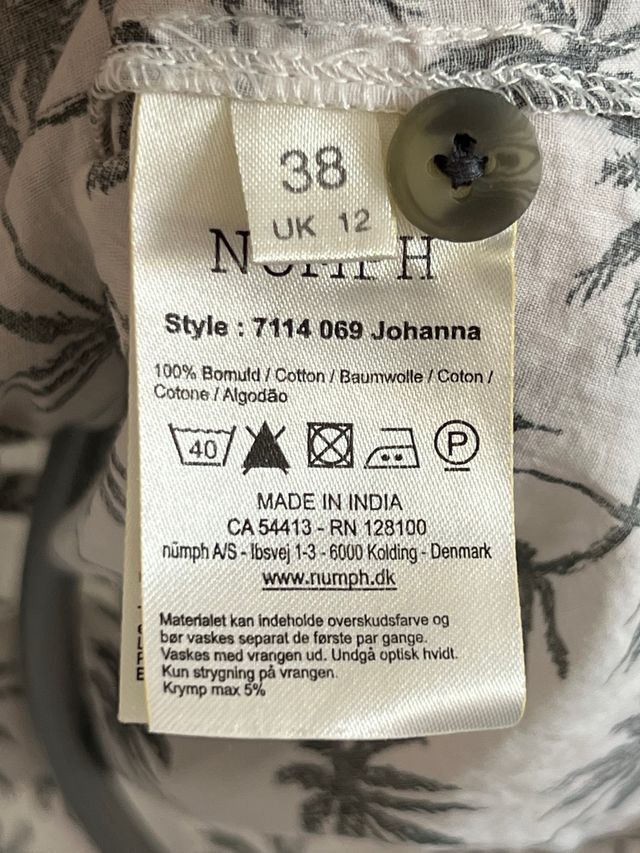 38
UK 12
Style : 7114 069 Johanna
100% Bomuld / Cotton / Baumwolle / Coton /
Cotone / Algodão
40
P
MADE IN INDIA
CA 54413 - RN 128100
nümph A/S - Ibsvej 1-3 - 6000 Kolding - Denmark
www.numph.dk
Materialet kan indeholde overskudsfarve og
bør vaskes separat de første par gange.
Vaskes med vrangen ud. Undgå optisk hvidt.
Kun strygning på vrangen.
Krymp max 5%